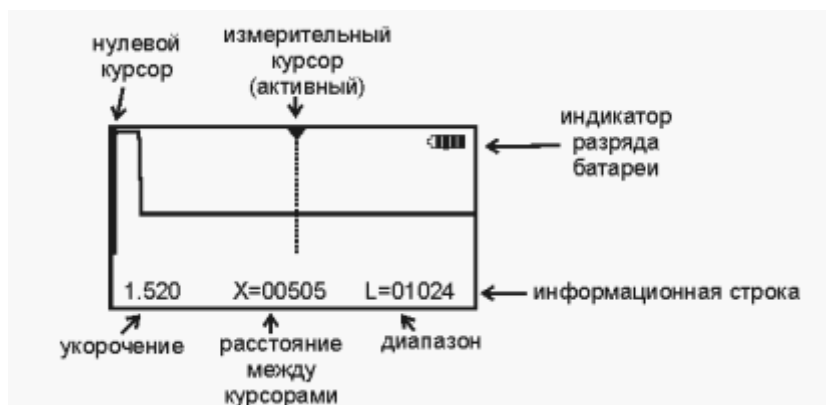 нулевой
курсор
измерительный
курсор
(активный)
индикатор
разряда
батареи
1.520 X=00505 L=01024
информационная строка
укорочение
расстояние
между
курсорами
диапазон